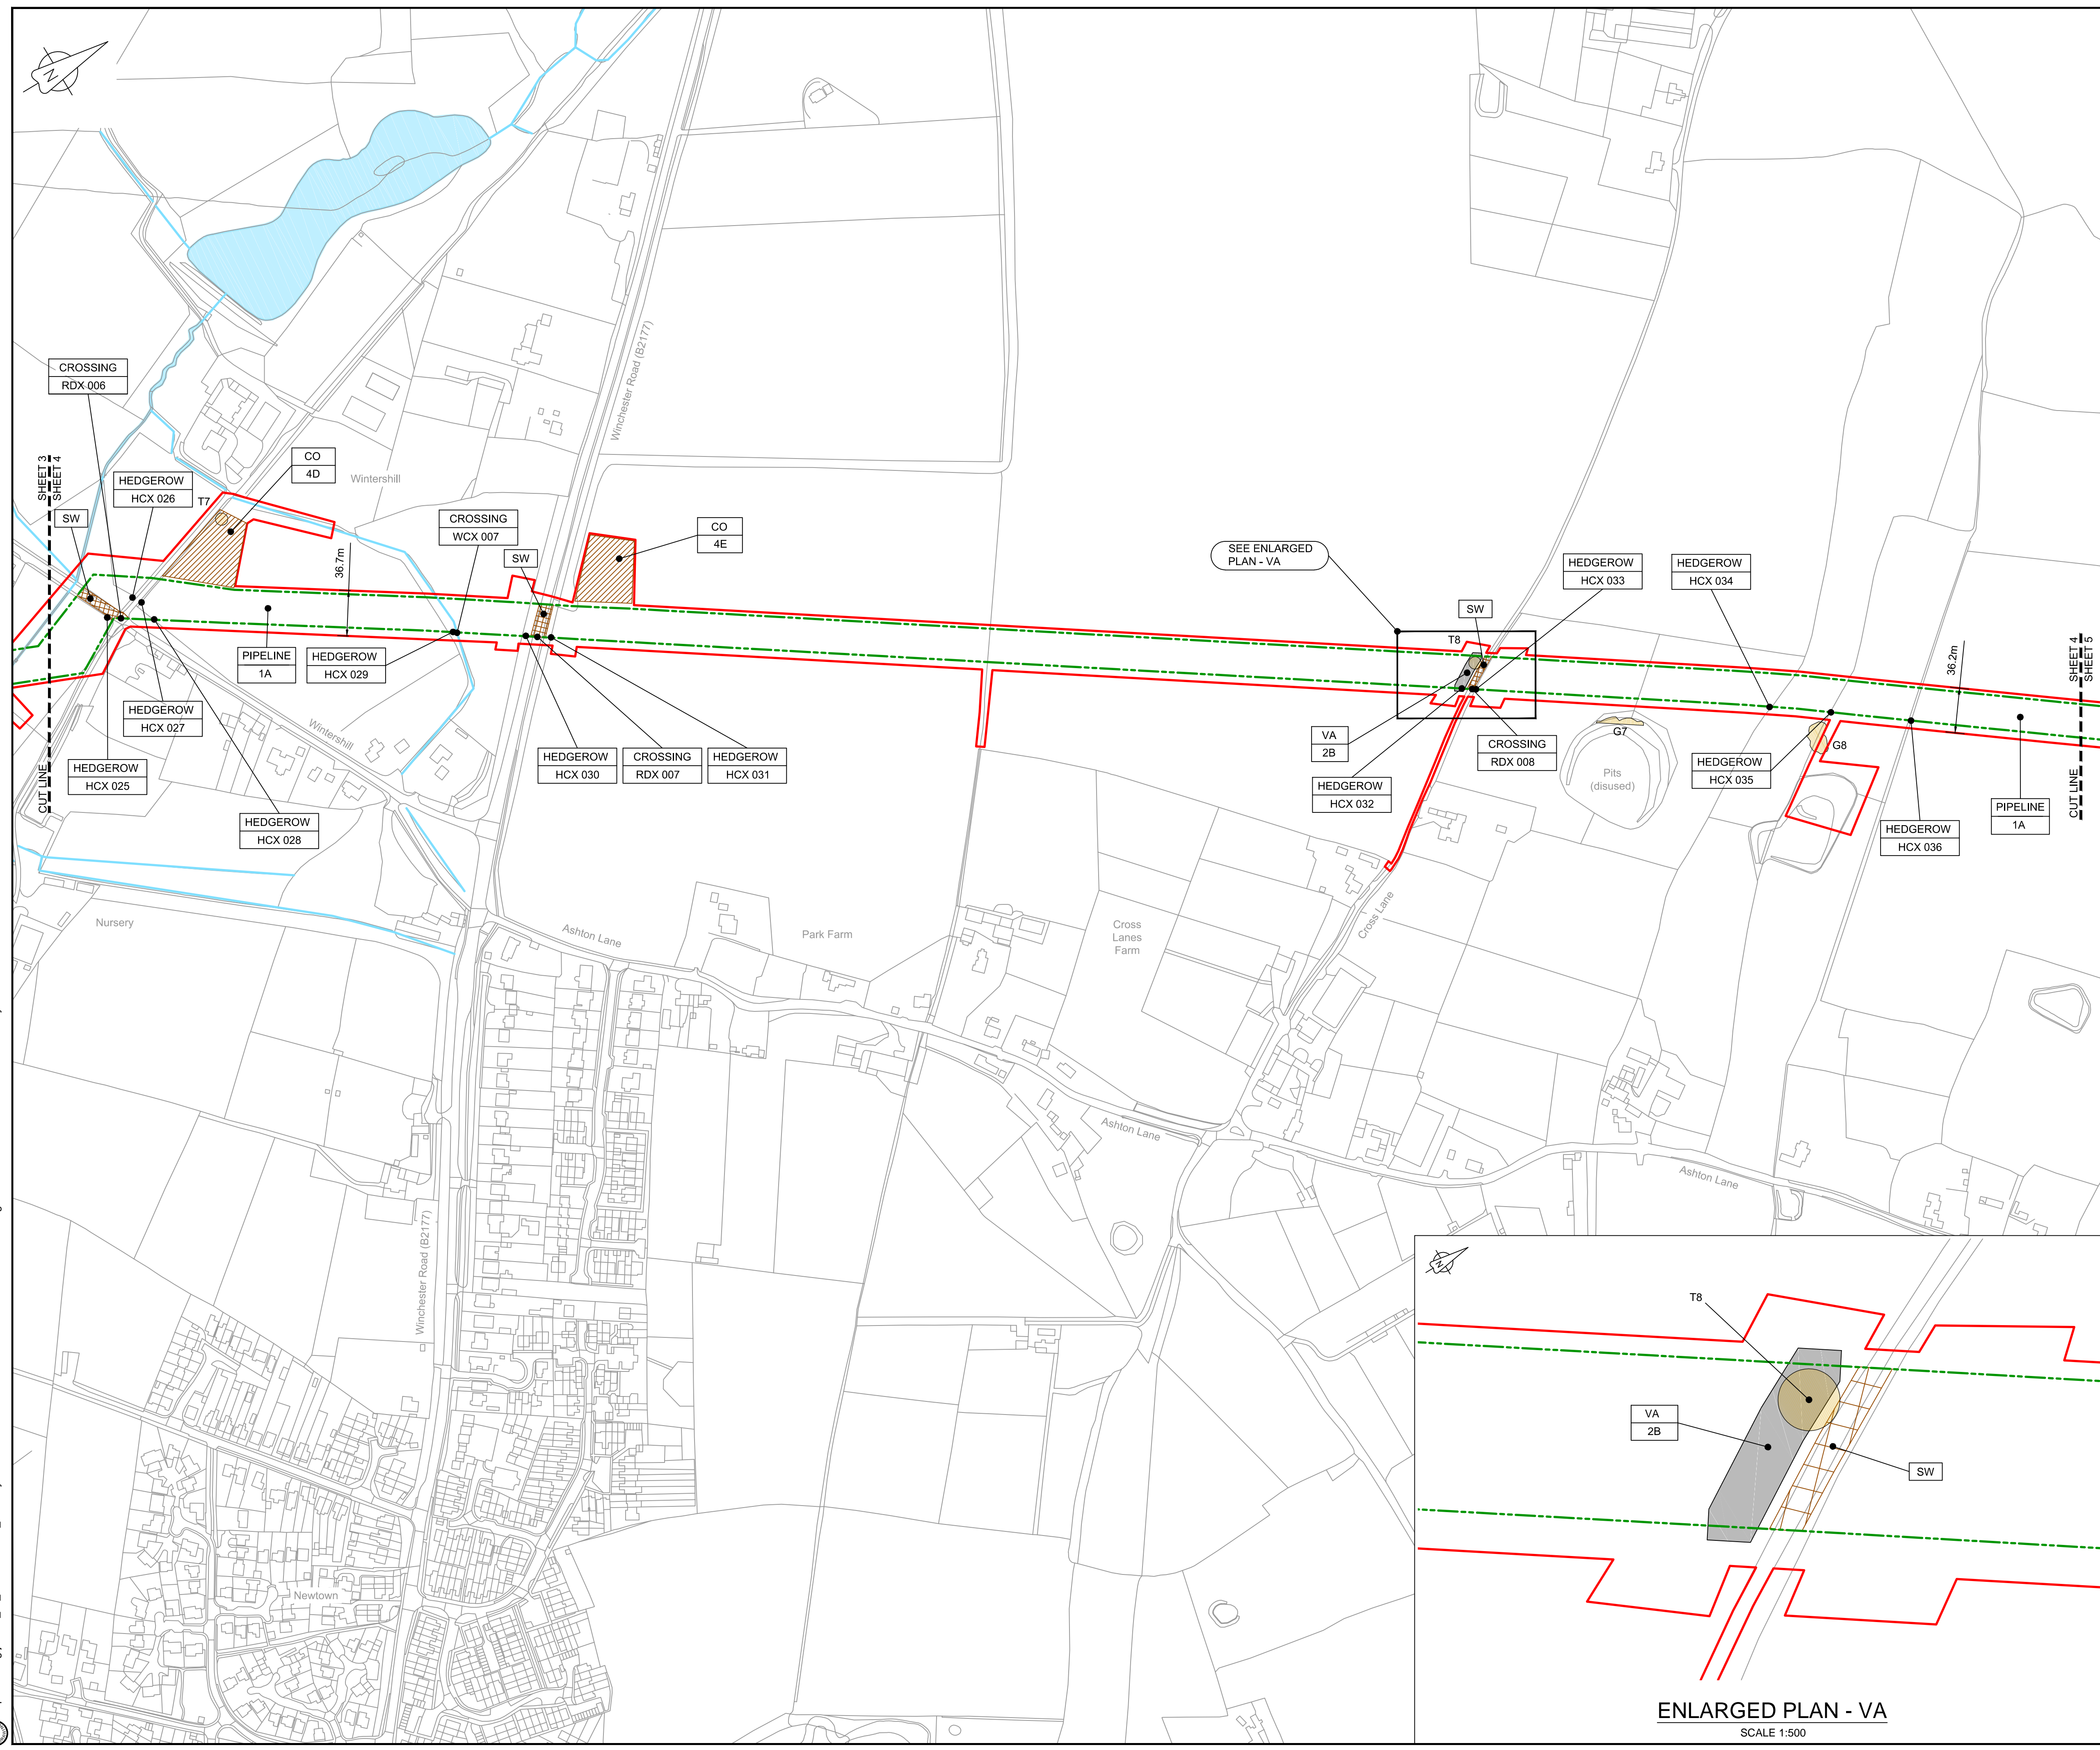 N
CROSSING
RDX 006
SHEET 3
SHEET 4
CUT LINE
SW
HEDGEROW
HCX 026
T7
CO
4D
Wintershill
Winchester Road (B2177)
36.7m
CROSSING
WCX 007
SW
CO
4E
PIPELINE
1A
HEDGEROW
HCX 029
HEDGEROW
HCX 027
HEDGEROW
HCX 025
HEDGEROW
HCX 028
Wintershill
HEDGEROW
HCX 030
CROSSING
RDX 007
HEDGEROW
HCX 031
SEE ENLARGED
PLAN - VA
T8
SW
HEDGEROW
HCX 033
HEDGEROW
HCX 034
VA
2B
HEDGEROW
HCX 032
CROSSING
RDX 008
G7
Pits
(disused)
HEDGEROW
HCX 035
G8
HEDGEROW
HCX 036
36.2m
PIPELINE
1A
SHEET 4
SHEET 5
CUT LINE
Nursery
Ashton Lane
Park Farm
Cross
Lanes
Farm
Cross Lane
Ashton Lane
Ashton Lane
Winchester Road (B2177)
Newtown
N
T8
VA
2B
SW
ENLARGED PLAN - VA
SCALE 1:500